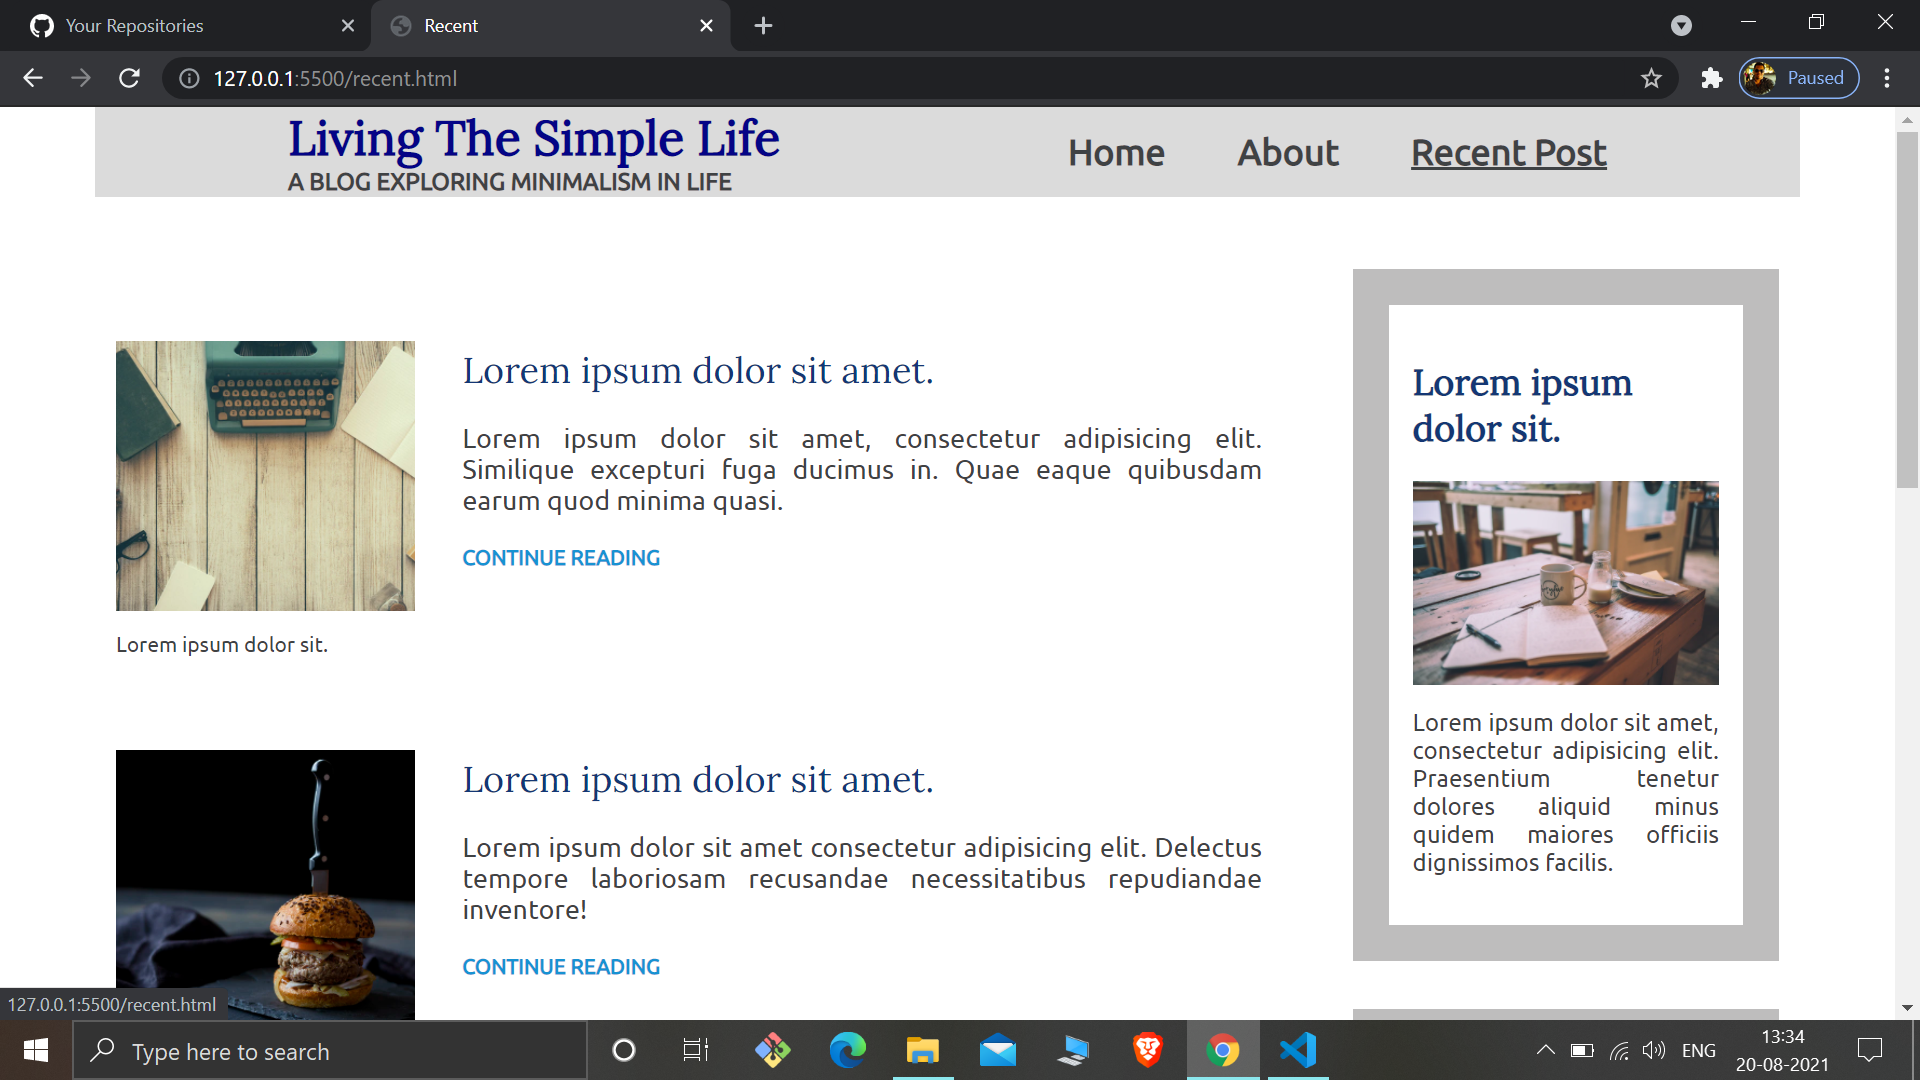 Your Repositories
Recent
127.0.0.1:5500/recent.html
Paused
Living The Simple Life
A BLOG EXPLORING MINIMALISM IN LIFE
Home
About
Recent Post
Lorem ipsum dolor sit amet.
Lorem ipsum dolor sit amet, consectetur adipisicing elit.
Similique excepturi fuga ducimus in. Quae eaque quibusdam
earum quod minima quasi.
CONTINUE READING
Lorem ipsum dolor sit.
Lorem ipsum dolor sit amet.
Lorem ipsum dolor sit amet consectetur adipisicing elit. Delectus
tempore laboriosam recusandae necessitatibus repudiandae
inventore!
CONTINUE READING
Lorem ipsum
dolor sit.
Lorem ipsum dolor sit amet,
consectetur adipisicing elit.
Praesentium tenetur
dolores aliquid minus
quidem maiores officiis
dignissimos facilis.
127.0.0.1:5500/recent.html
Type here to search
ENG
13:34
20-08-2021